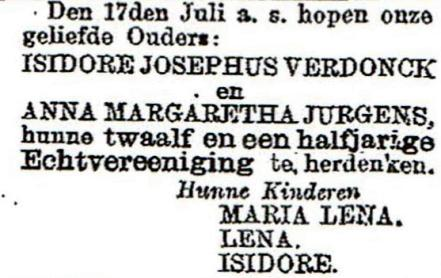 Den 17den Juli a. s. hopen onze
geliefde Ouders:
ISIDORE JOSEPHUS VERDONCK
en
ANNA MARGARETHA JURGENS,
hunne twaalf en een halfjarige
Echtvereeniging te herdenken.
Hunne Kinderen
MARIA LENA.
LENA.
ISIDORE.